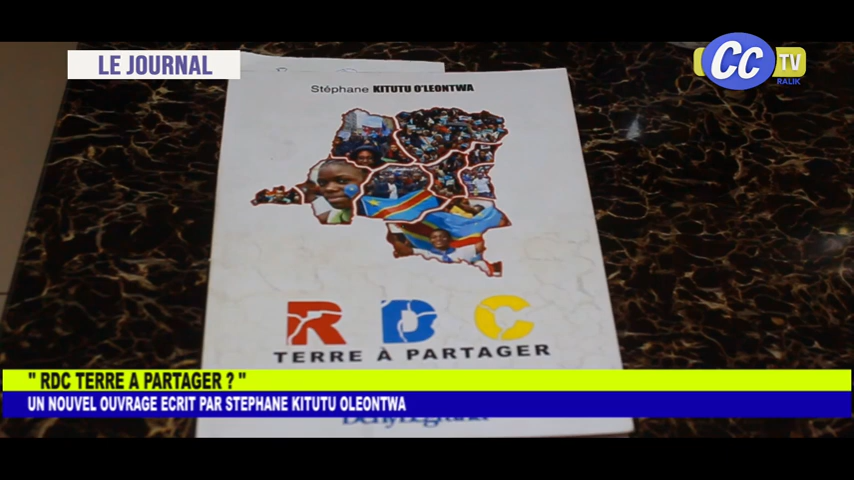 LE JOURNAL
CC TV
RALIK
Stéphane KITUTU O'LEONTWA
RDC
TERRE À PARTAGER
" RDC TERRE A PARTAGER ? "
UN NOUVEL OUVRAGE ECRIT PAR STEPHANE KITUTU OLEONTWA